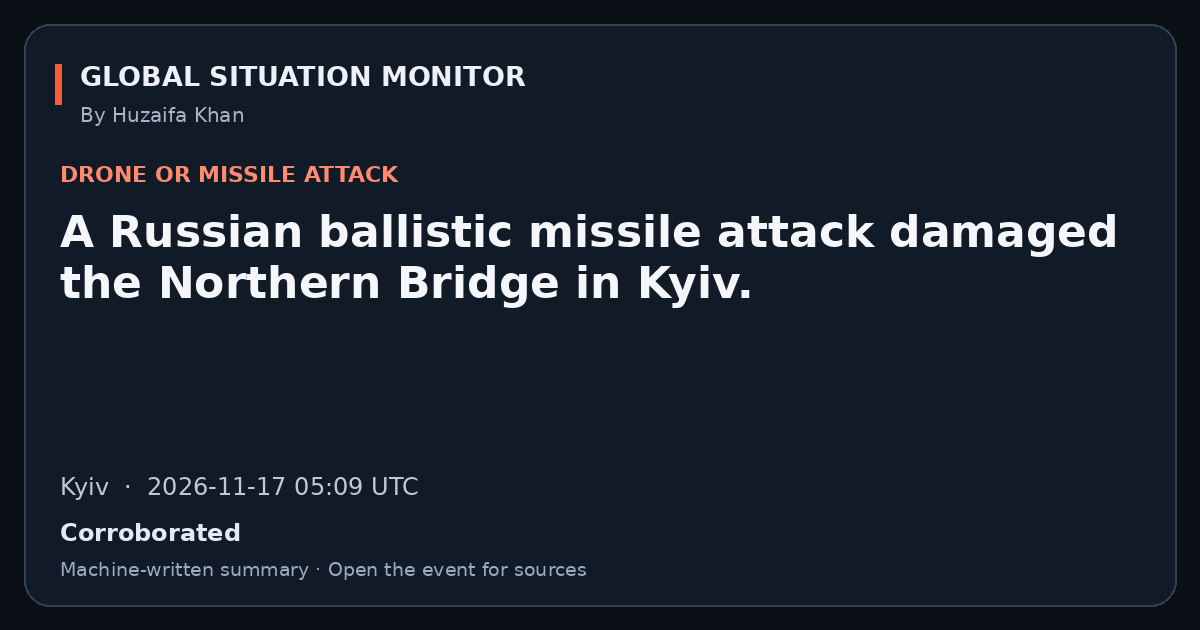 GLOBAL SITUATION MONITOR
By Huzaifa Khan
DRONE OR MISSILE ATTACK
A Russian ballistic missile attack damaged
the Northern Bridge in Kyiv.
Kyiv · 2026-11-17 05:09 UTC
Corroborated
Machine-written summary · Open the event for sources